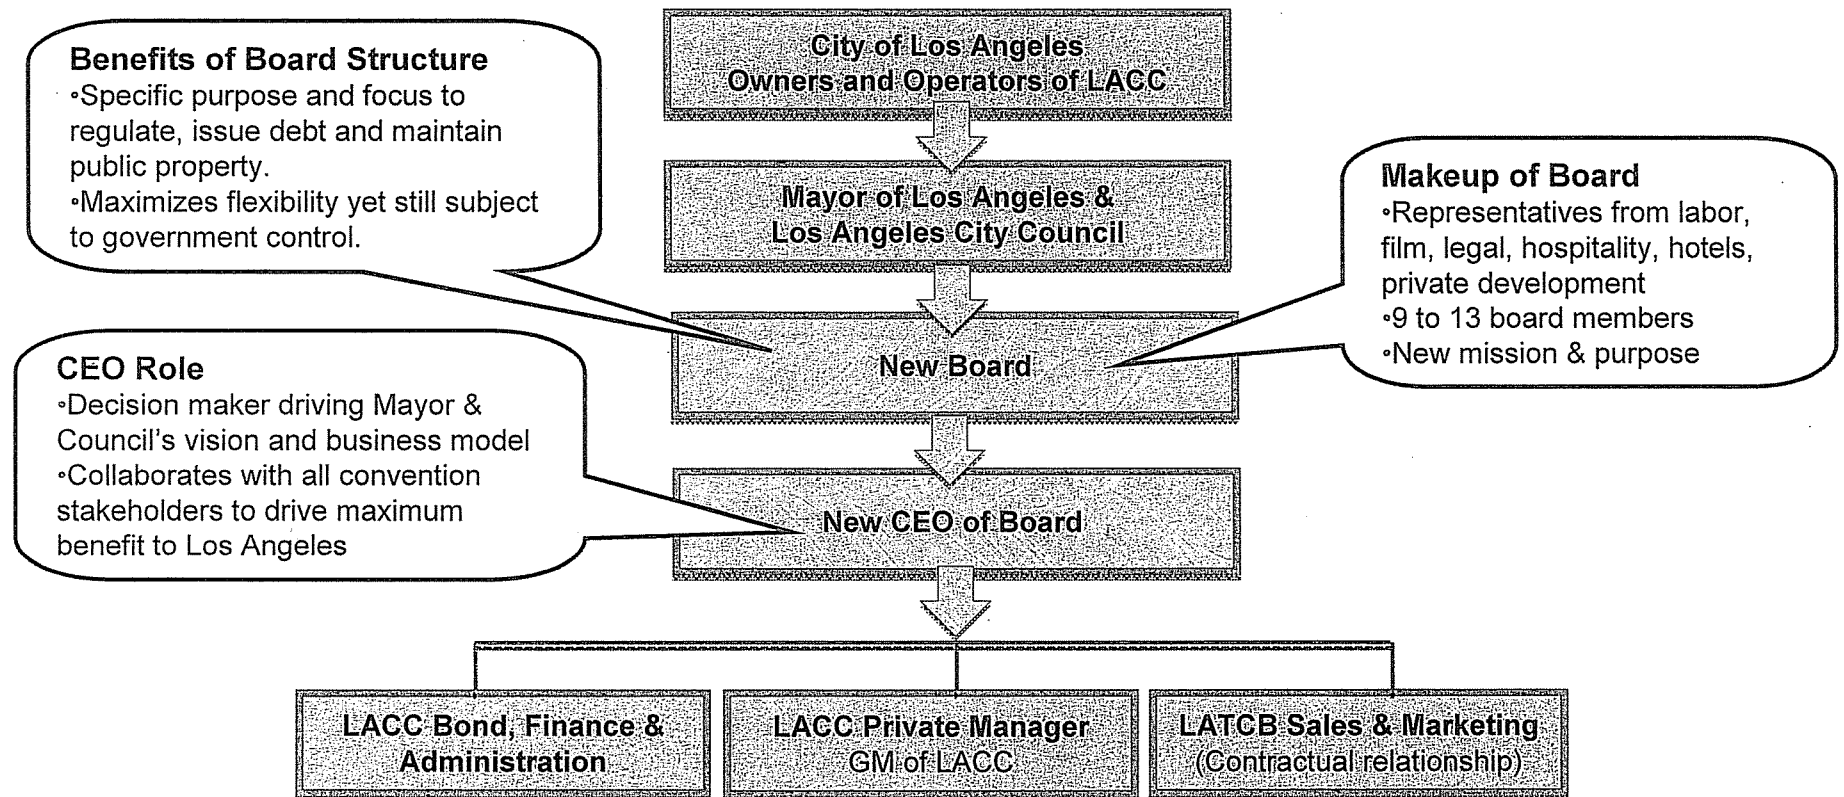 Benefits of Board Structure
•Specific purpose and focus to
regulate, issue debt and maintain
public property.
•Maximizes flexibility yet still subject
to government control.
City of Los Angeles
Owners and Operators of LACC
Mayor of Los Angeles &
Los Angeles City Council
Makeup of Board
•Representatives from labor,
film, legal, hospitality, hotels,
private development
•9 to 13 board members
•New mission & purpose
New Board
CEO Role
•Decision maker driving Mayor &
Council's vision and business model
•Collaborates with all convention
stakeholders to drive maximum
benefit to Los Angeles
New CEO of Board
LACC Bond, Finance &
Administration
LACC Private Manager
GM of LACC
LATCB Sales & Marketing
(Contractual relationship)